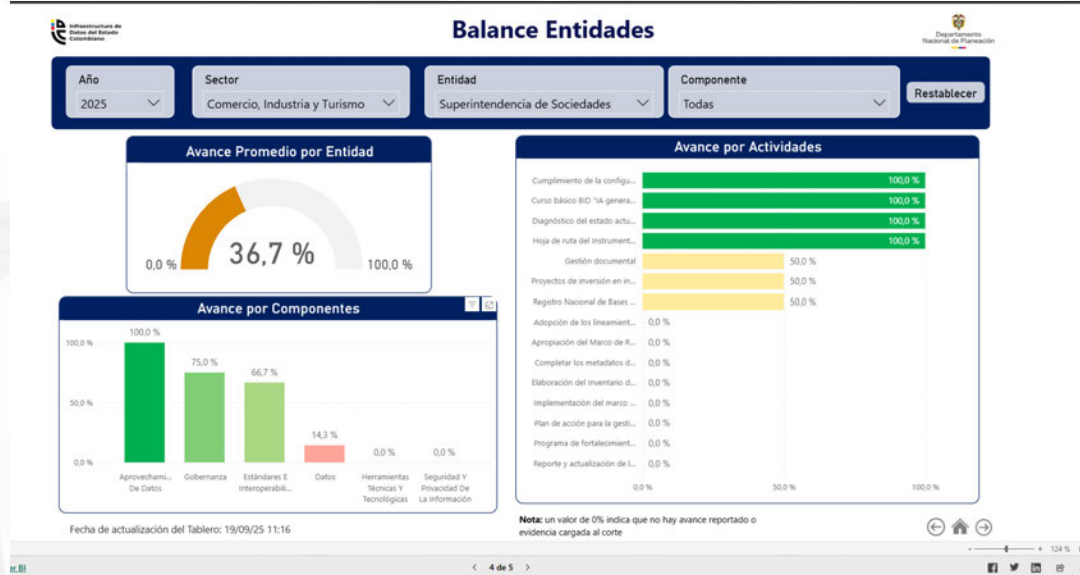 Infraestructura de
Datos del Estado
Colombiano
Balance Entidades
Departamento
Nacional de Planeación
Año
2025
Sector
Comercio, Industria y Turismo
Entidad
Superintendencia de Sociedades
Componente
Todas
Restablecer
Avance Promedio por Entidad
36,7 %
0,0 %
100,0 %
Avance por Componentes
100,0 %
50,0 %
0,0 %
100,0 %
75,0 %
66,7 %
14,3 %
0,0 %
0,0 %
Aprovechami...
De Datos
Gobernanza
Estándares E
Interoperabili...
Datos
Herramientas
Técnicas Y
Tecnológicas
Seguridad Y
Privacidad De
La Información
Fecha de actualización del Tablero: 19/09/25 11:16
Avance por Actividades
Cumplimiento de la configu... 100,0 %
Curso básico BID "IA genera... 100,0 %
Diagnóstico del estado actu... 100,0 %
Hoja de ruta del Instrument... 100,0 %
Gestión documental 50,0 %
Proyectos de inversión en in... 50,0 %
Registro Nacional de Bases ... 50,0 %
Adopción de los lineamient... 0,0 %
Apropiación del Marco de R... 0,0 %
Completar los metadatos d... 0,0 %
Elaboración del Inventario d... 0,0 %
Implementación del marco ... 0,0 %
Plan de acción para la gesti... 0,0 %
Programa de fortalecimient... 0,0 %
Reporte y actualización de l... 0,0 %
0,0 % 50,0 % 100,0 %
Nota: un valor de 0% indica que no hay avance reportado o
evidencia cargada al corte
- + 124 %
er BI
< 4 de 5 >